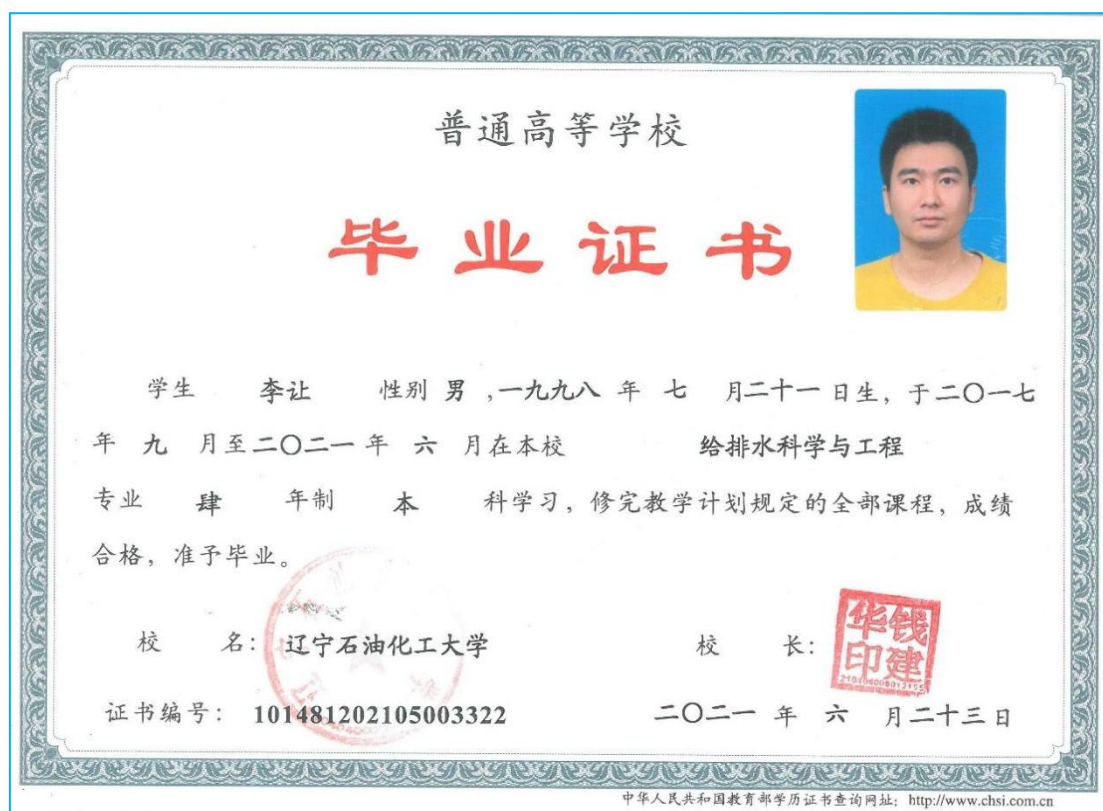 普通高等学校
毕业证书
学生 李让 性别 男 ,一九九八 年 七 月二十一 日生, 于二〇一七
年 九 月至二〇二一 年 六 月在本校 给排水科学与工程
专业 肆 年制 本 科学习, 修完教学计划规定的全部课程, 成绩
合格, 准予毕业。
校 名: 辽宁石油化工大学 校 长: 钱建华印
证书编号: 101481202105003322 二〇二一 年 六 月二十三日
中华人民共和国教育部学历证书查询网址: http://www.chsi.com.cn